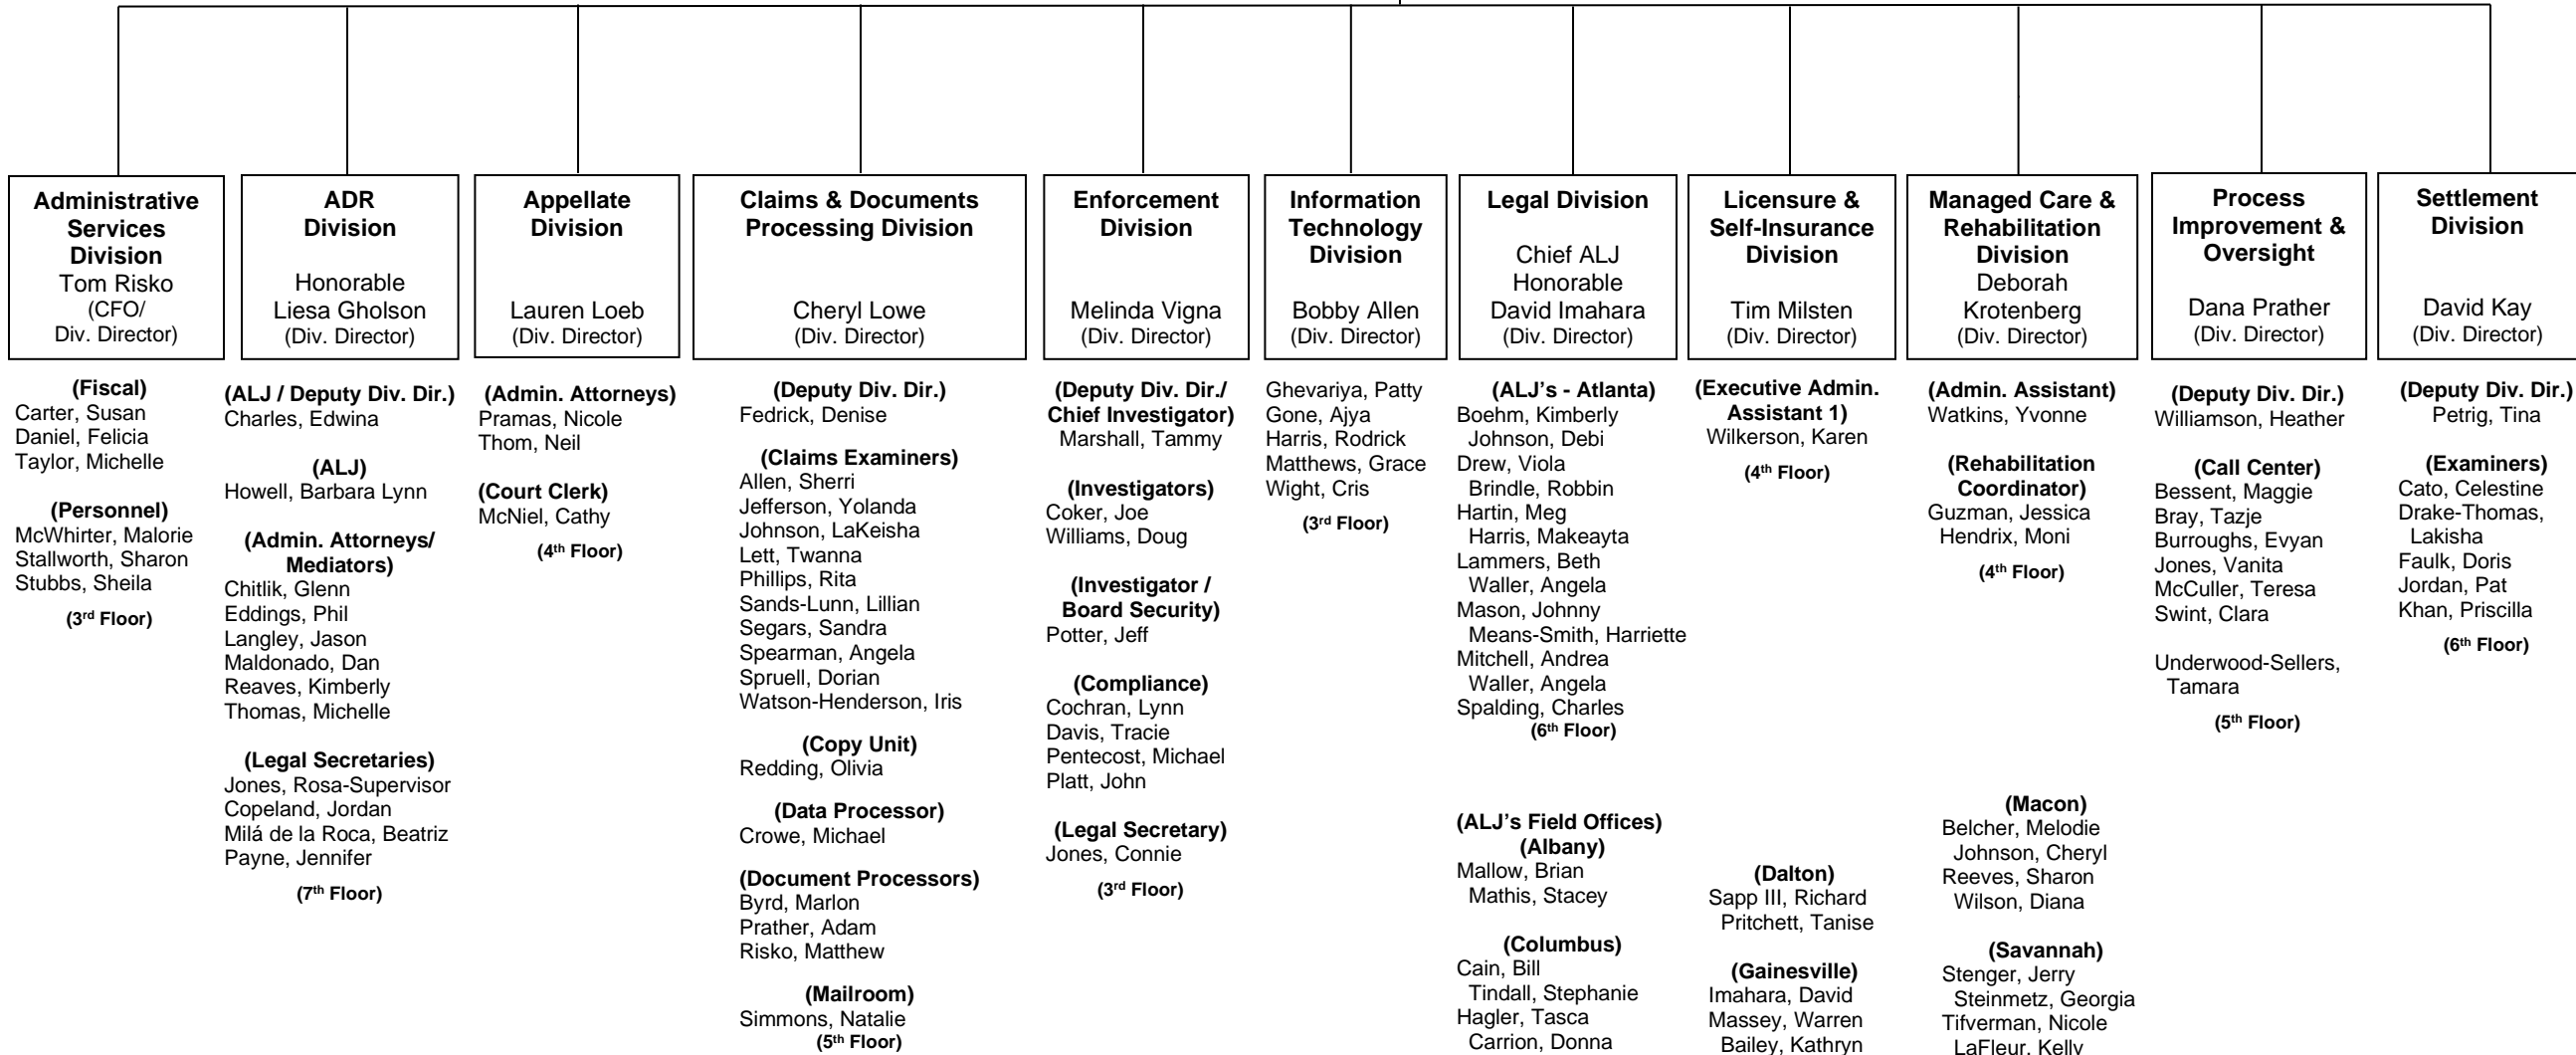 Administrative
Services
Division
Tom Risko
(CFO/
Div. Director)
(Fiscal)
Carter, Susan
Daniel, Felicia
Taylor, Michelle
(Personnel)
McWhirter, Malorie
Stallworth, Sharon
Stubbs, Sheila
(3rd Floor)
ADR
Division
Honorable
Liesa Gholson
(Div. Director)
(ALJ / Deputy Div. Dir.)
Charles, Edwina
(ALJ)
Howell, Barbara Lynn
(Admin. Attorneys/
Mediators)
Chitlik, Glenn
Eddings, Phil
Langley, Jason
Maldonado, Dan
Reaves, Kimberly
Thomas, Michelle
(Legal Secretaries)
Jones, Rosa-Supervisor
Copeland, Jordan
Milá de la Roca, Beatriz
Payne, Jennifer
(7th Floor)
Appellate
Division
Lauren Loeb
(Div. Director)
(Admin. Attorneys)
Pramas, Nicole
Thom, Neil
(Court Clerk)
McNiel, Cathy
(4th Floor)
Claims & Documents
Processing Division
Cheryl Lowe
(Div. Director)
(Deputy Div. Dir.)
Fedrick, Denise
(Claims Examiners)
Allen, Sherri
Jefferson, Yolanda
Johnson, LaKeisha
Lett, Twanna
Phillips, Rita
Sands-Lunn, Lillian
Segars, Sandra
Spearman, Angela
Spruell, Dorian
Watson-Henderson, Iris
(Copy Unit)
Redding, Olivia
(Data Processor)
Crowe, Michael
(Document Processors)
Byrd, Marlon
Prather, Adam
Risko, Matthew
(Mailroom)
Simmons, Natalie
(5th Floor)
Enforcement
Division
Melinda Vigna
(Div. Director)
(Deputy Div. Dir./
Chief Investigator)
Marshall, Tammy
(Investigators)
Coker, Joe
Williams, Doug
(Investigator /
Board Security)
Potter, Jeff
(Compliance)
Cochran, Lynn
Davis, Tracie
Pentecost, Michael
Platt, John
(Legal Secretary)
Jones, Connie
(3rd Floor)
Information
Technology
Division
Bobby Allen
(Div. Director)
Ghevariya, Patty
Gone, Ajya
Harris, Rodrick
Matthews, Grace
Wight, Cris
(3rd Floor)
Legal Division
Chief ALJ
Honorable
David Imahara
(Div. Director)
(ALJ's - Atlanta)
Boehm, Kimberly
Johnson, Debi
Drew, Viola
Brindle, Robbin
Hartin, Meg
Harris, Makeayta
Lammers, Beth
Waller, Angela
Mason, Johnny
Means-Smith, Harriette
Mitchell, Andrea
Waller, Angela
Spalding, Charles
(6th Floor)
(ALJ's Field Offices)
(Albany)
Mallow, Brian
Mathis, Stacey
(Columbus)
Cain, Bill
Tindall, Stephanie
Hagler, Tasca
Carrion, Donna
Licensure &
Self-Insurance
Division
Tim Milsten
(Div. Director)
(Executive Admin.
Assistant 1)
Wilkerson, Karen
(4th Floor)
(Dalton)
Sapp III, Richard
Pritchett, Tanise
(Gainesville)
Imahara, David
Massey, Warren
Bailey, Kathryn
Managed Care &
Rehabilitation
Division
Deborah
Krotenberg
(Div. Director)
(Admin. Assistant)
Watkins, Yvonne
(Rehabilitation
Coordinator)
Guzman, Jessica
Hendrix, Moni
(4th Floor)
(Macon)
Belcher, Melodie
Johnson, Cheryl
Reeves, Sharon
Wilson, Diana
(Savannah)
Stenger, Jerry
Steinmetz, Georgia
Tifverman, Nicole
LaFleur, Kelly
Process
Improvement &
Oversight
Dana Prather
(Div. Director)
(Deputy Div. Dir.)
Williamson, Heather
(Call Center)
Bessent, Maggie
Bray, Tazje
Burroughs, Evyan
Jones, Vanita
McCuller, Teresa
Swint, Clara
Underwood-Sellers,
Tamara
(5th Floor)
Settlement
Division
David Kay
(Div. Director)
(Deputy Div. Dir.)
Petrig, Tina
(Examiners)
Cato, Celestine
Drake-Thomas,
Lakisha
Faulk, Doris
Jordan, Pat
Khan, Priscilla
(6th Floor)